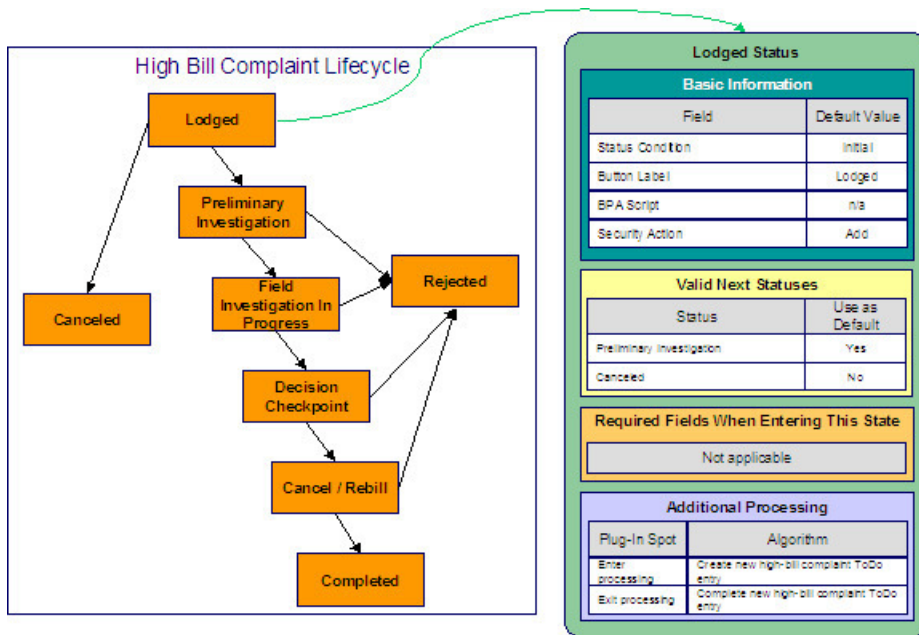 High Bill Complaint Lifecycle
Lodged
Preliminary
Investigation
Field
Investigation In
Progress
Rejected
Canceled
Decision
Checkpoint
Cancel / Rebill
Completed
Lodged Status
Basic Information
Field Default Value
Status Condition Initial
Button Label Lodged
BPA Script n/a
Security Action Add
Valid Next Statuses
Status Use as
Default
Preliminary Investigation Yes
Canceled No
Required Fields When Entering This State
Not applicable
Additional Processing
Plug-In Spot Algorithm
Enter Create new high-bill complaint ToDo
processing entry
Exit processing Complete new high-bill complaint ToDo
entry